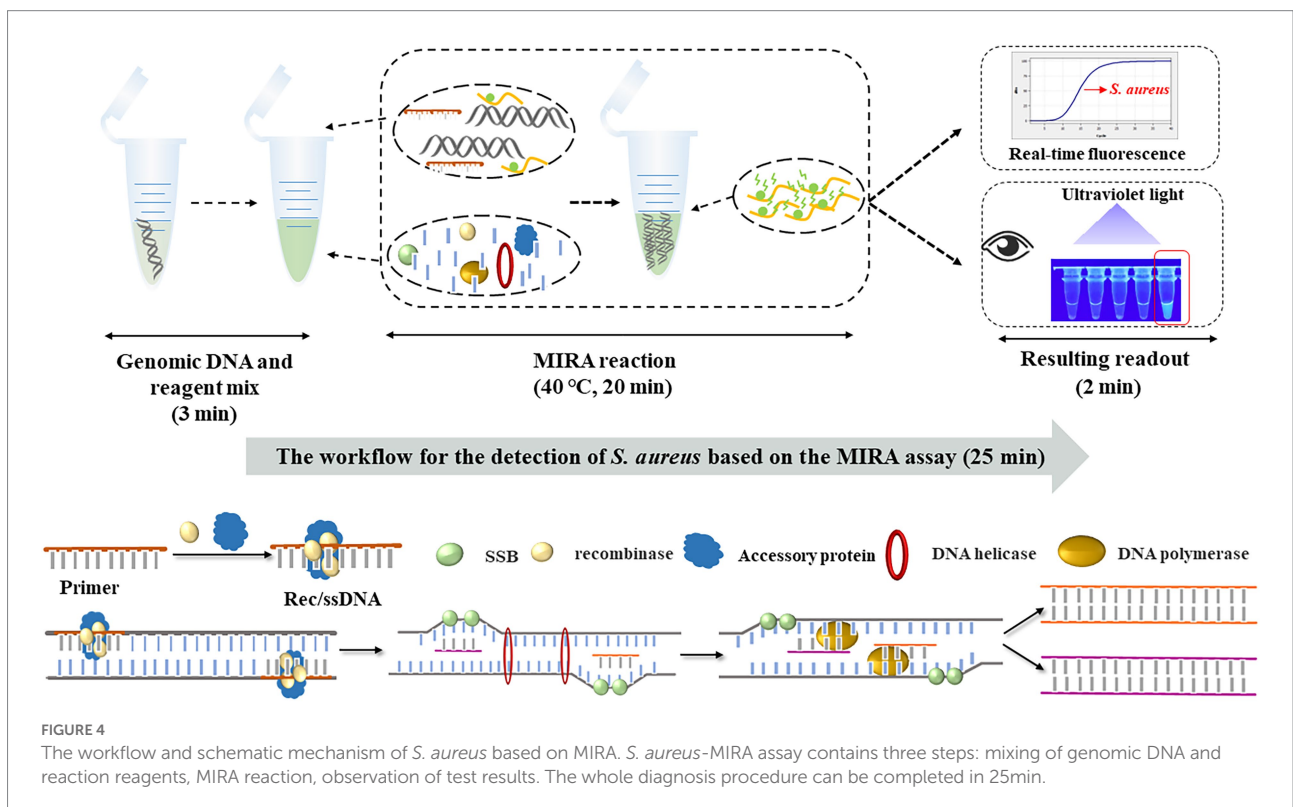 S. aureus
Real-time fluorescence
Ultraviolet light
Genomic DNA and
reagent mix
(3 min)
MIRA reaction
(40 °C, 20 min)
Resulting readout
(2 min)
The workflow for the detection of S. aureus based on the MIRA assay (25 min)
Primer
Rec/ssDNA
SSB
recombinase
Accessory protein
DNA helicase
DNA polymerase
FIGURE 4
The workflow and schematic mechanism of S. aureus based on MIRA. S. aureus-MIRA assay contains three steps: mixing of genomic DNA and
reaction reagents, MIRA reaction, observation of test results. The whole diagnosis procedure can be completed in 25min.